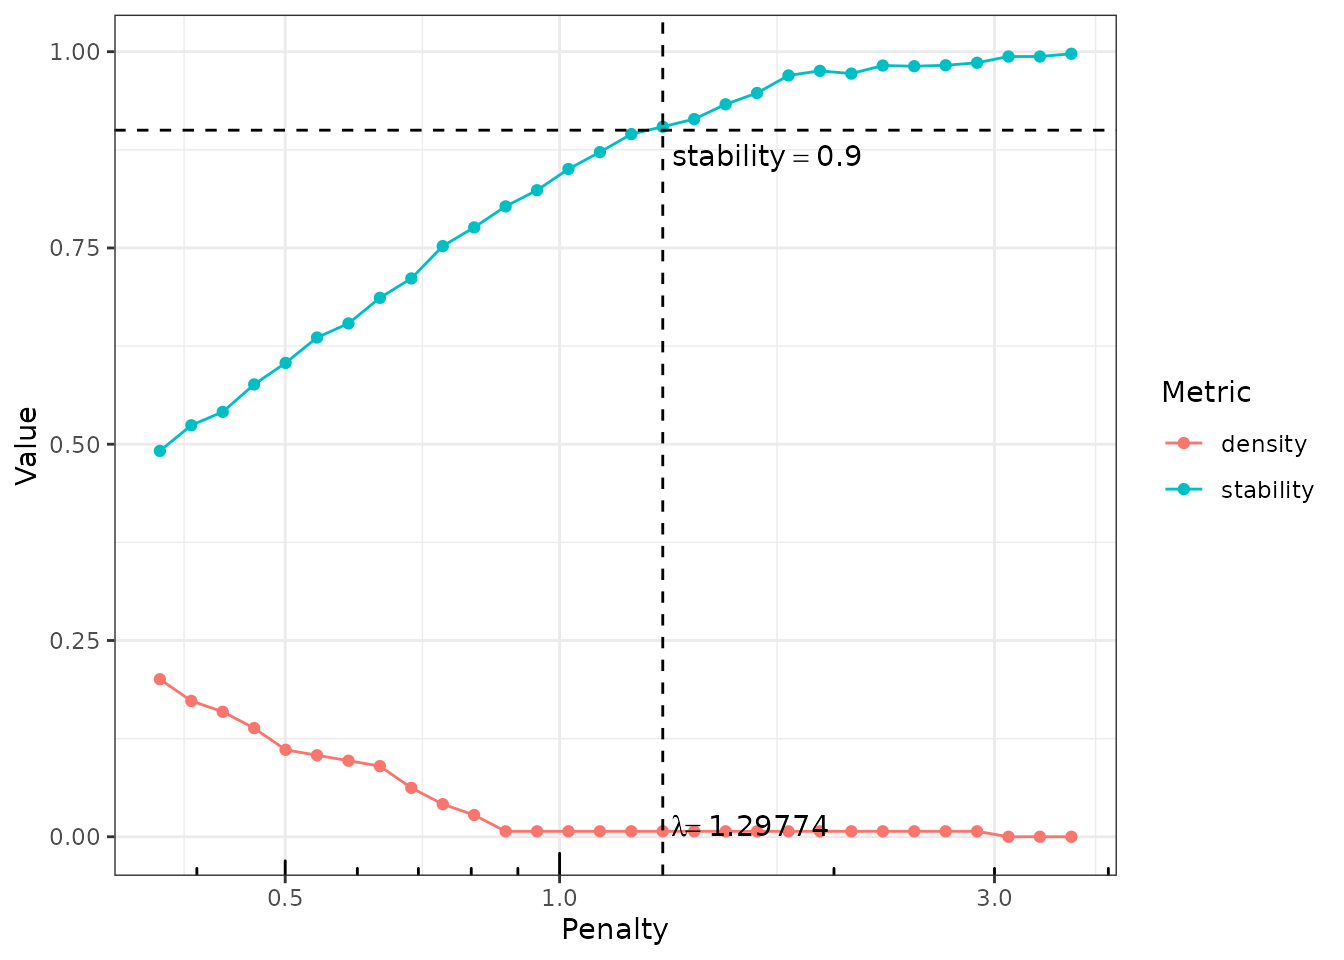 1.00
0.75
0.50
0.25
0.00
Value
stability = 0.9
λ= 1.29774
0.5
1.0
3.0
Penalty
Metric
density
stability